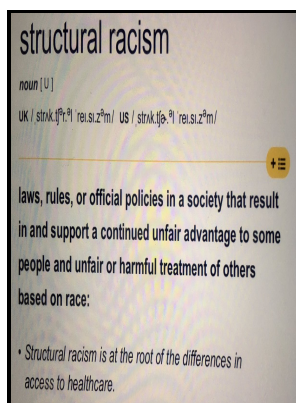 structural racism
noun [ U ]
UK / strʌk.tʃᵊr.ᵊl ˈreɪ.sɪ.zᵊm/ US / strʌk.tʃɚ.ᵊl ˈreɪ.sɪ.zᵊm/
laws, rules, or official policies in a society that result
in and support a continued unfair advantage to some
people and unfair or harmful treatment of others
based on race:
• Structural racism is at the root of the differences in
access to healthcare.